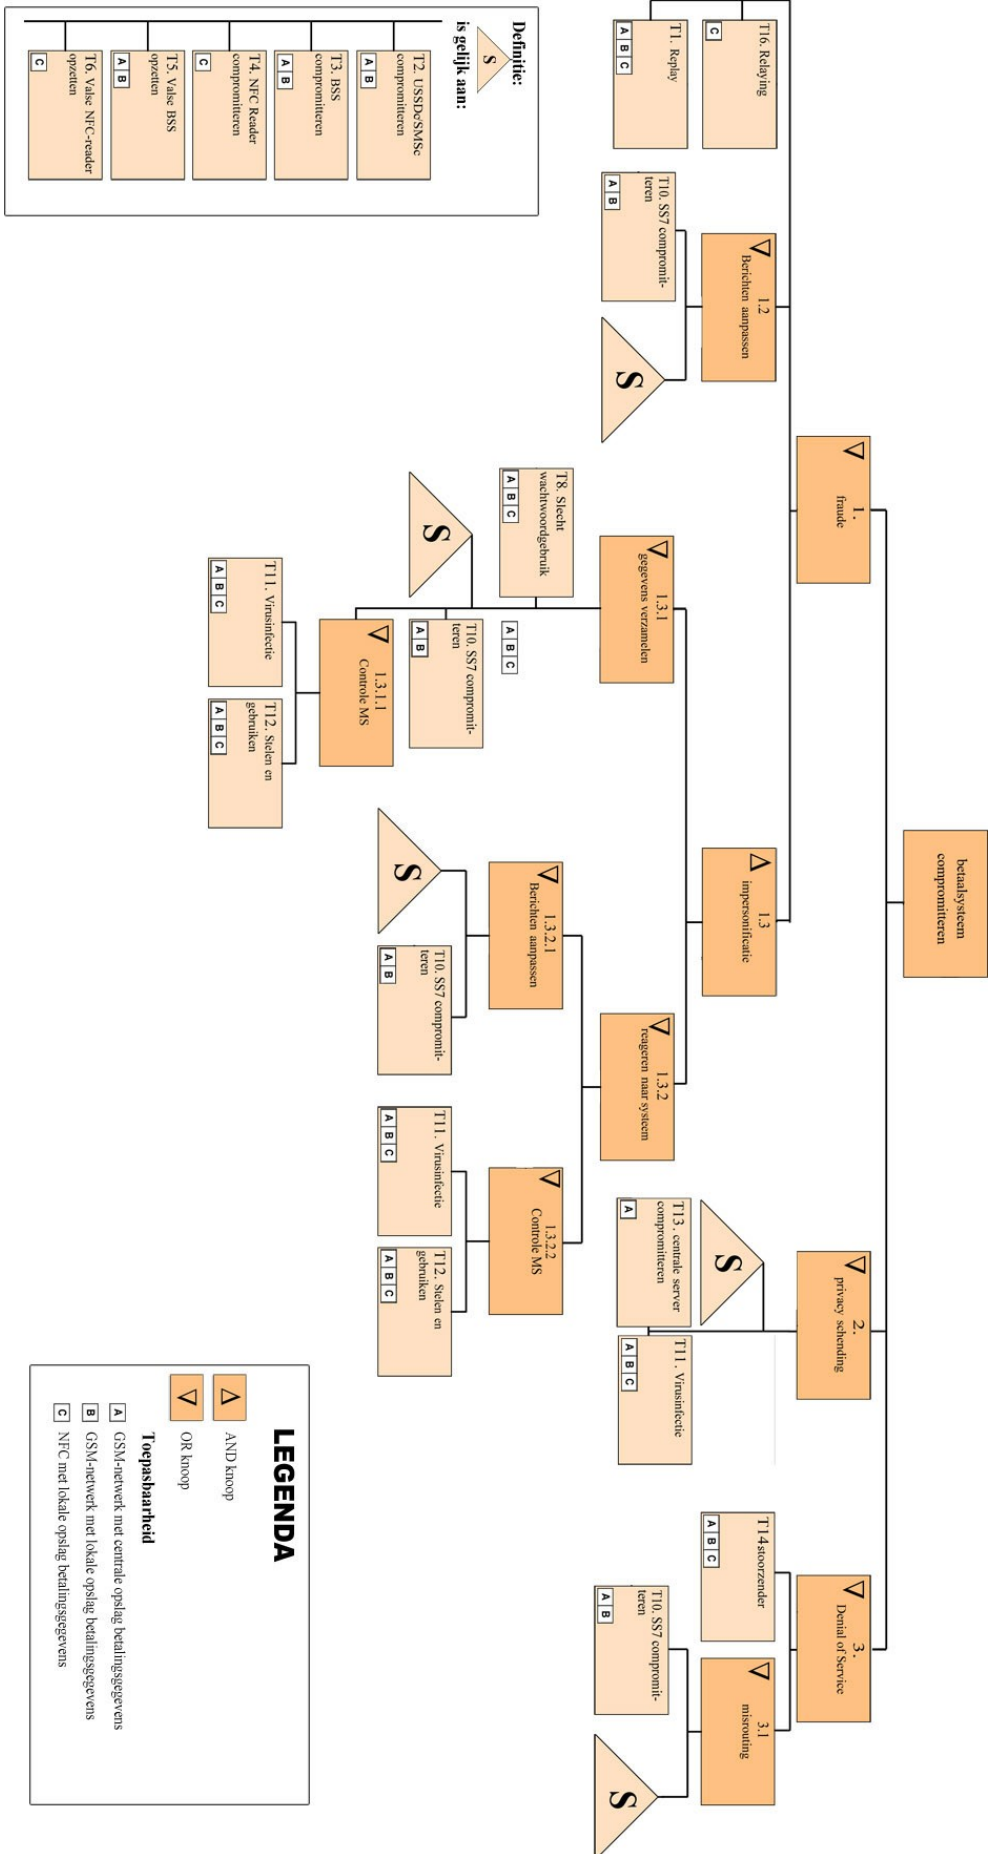 betaalsysteem
compromitteren
1.
fraude
2.
privacy schending
3.
Denial of Service
T16. Relaying
C
T1. Replay
A B C
1.2
Berichten aanpassen
T10. SS7 compromit-
teren
A B
S
1.3
impersonificatie
1.3.1
gegevens verzamelen
T8. Slecht
wachtwoordgebruik
A B C
A B C
S
T10. SS7 compromit-
teren
A B
1.3.1.1
Controle MS
T11. Virusinfectie
A B C
T12. Stelen en
gebruiken
A B C
1.3.2
reageren naar systeem
1.3.2.1
Berichten aanpassen
S
T10. SS7 compromit-
teren
A B
1.3.2.2
Controle MS
T11. Virusinfectie
A B C
T12. Stelen en
gebruiken
A B C
S
T13. centrale server
compromitteren
A
T11. Virusinfectie
A B C
T14stoorzender
A B C
3.1
misrouting
T10. SS7 compromit-
teren
A B
S
Definitie:
S
is gelijk aan:
T2. USSDc/SMSc
compromitteren
A B
T3. BSS
compromitteren
A B
T4. NFC Reader
compromitteren
C
T5. Valse BSS
opzetten
A B
T6. Valse NFC-reader
opzetten
C
LEGENDA
AND knoop
OR knoop
Toepasbaarheid
A GSM-netwerk met centrale opslag betalingsgegevens
B GSM-netwerk met lokale opslag betalingsgegevens
C NFC met lokale opslag betalingsgegevens